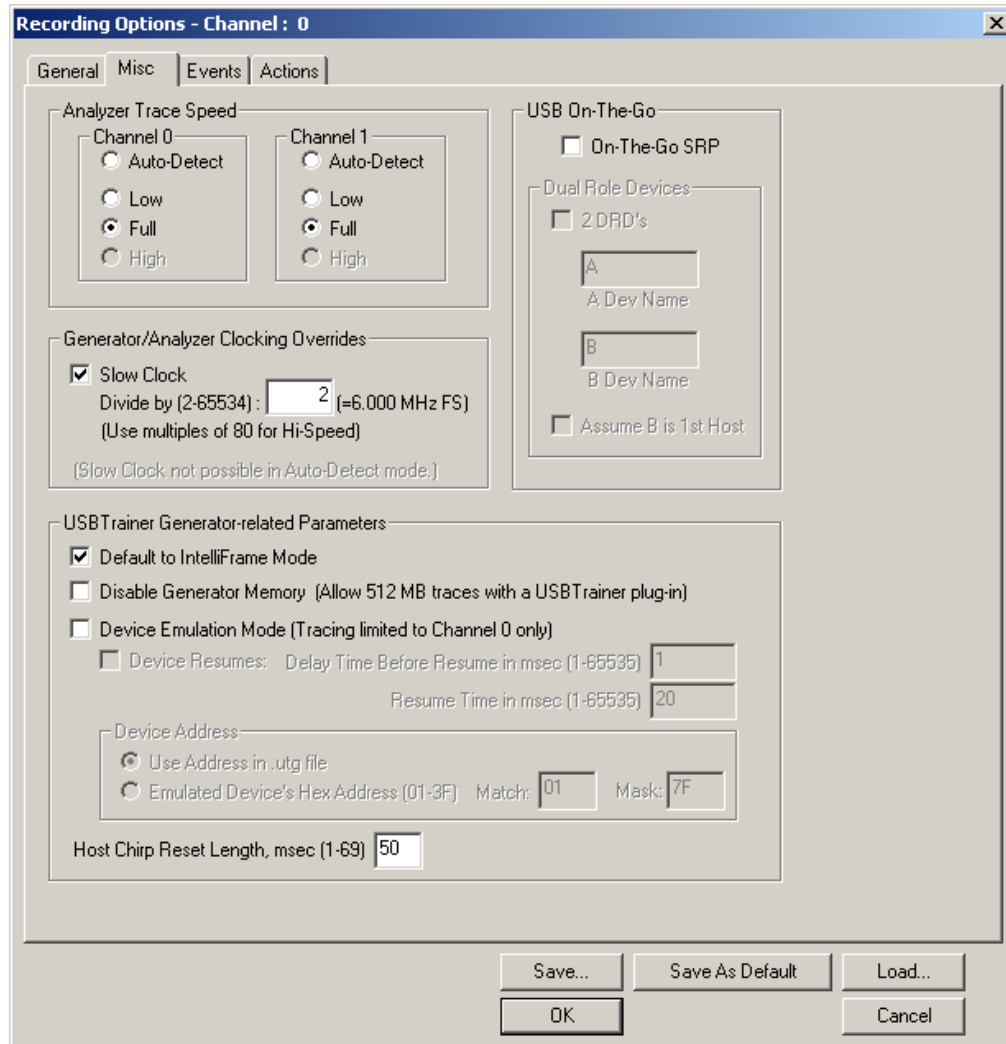 Recording Options - Channel : 0
General
Misc
Events
Actions
Analyzer Trace Speed
Channel 0
Auto-Detect
Low
Full
High
Channel 1
Auto-Detect
Low
Full
High
USB On-The-Go
On-The-Go SRP
Dual Role Devices
2 DRD's
A
A Dev Name
B
B Dev Name
Assume B is 1st Host
Generator/Analyzer Clocking Overrides
Slow Clock
Divide by (2-65534) : 2 (=6.000 MHz FS)
(Use multiples of 80 for Hi-Speed)
(Slow Clock not possible in Auto-Detect mode.)
USBTrainer Generator-related Parameters
Default to IntelliFrame Mode
Disable Generator Memory (Allow 512 MB traces with a USBTrainer plug-in)
Device Emulation Mode (Tracing limited to Channel 0 only)
Device Resumes: Delay Time Before Resume in msec (1-65535) 1
Resume Time in msec (1-65535) 20
Device Address
Use Address in .utg file
Emulated Device's Hex Address (01-3F) Match: 01 Mask: 7F
Host Chirp Reset Length, msec (1-69) 50
Save...
Save As Default
Load...
OK
Cancel